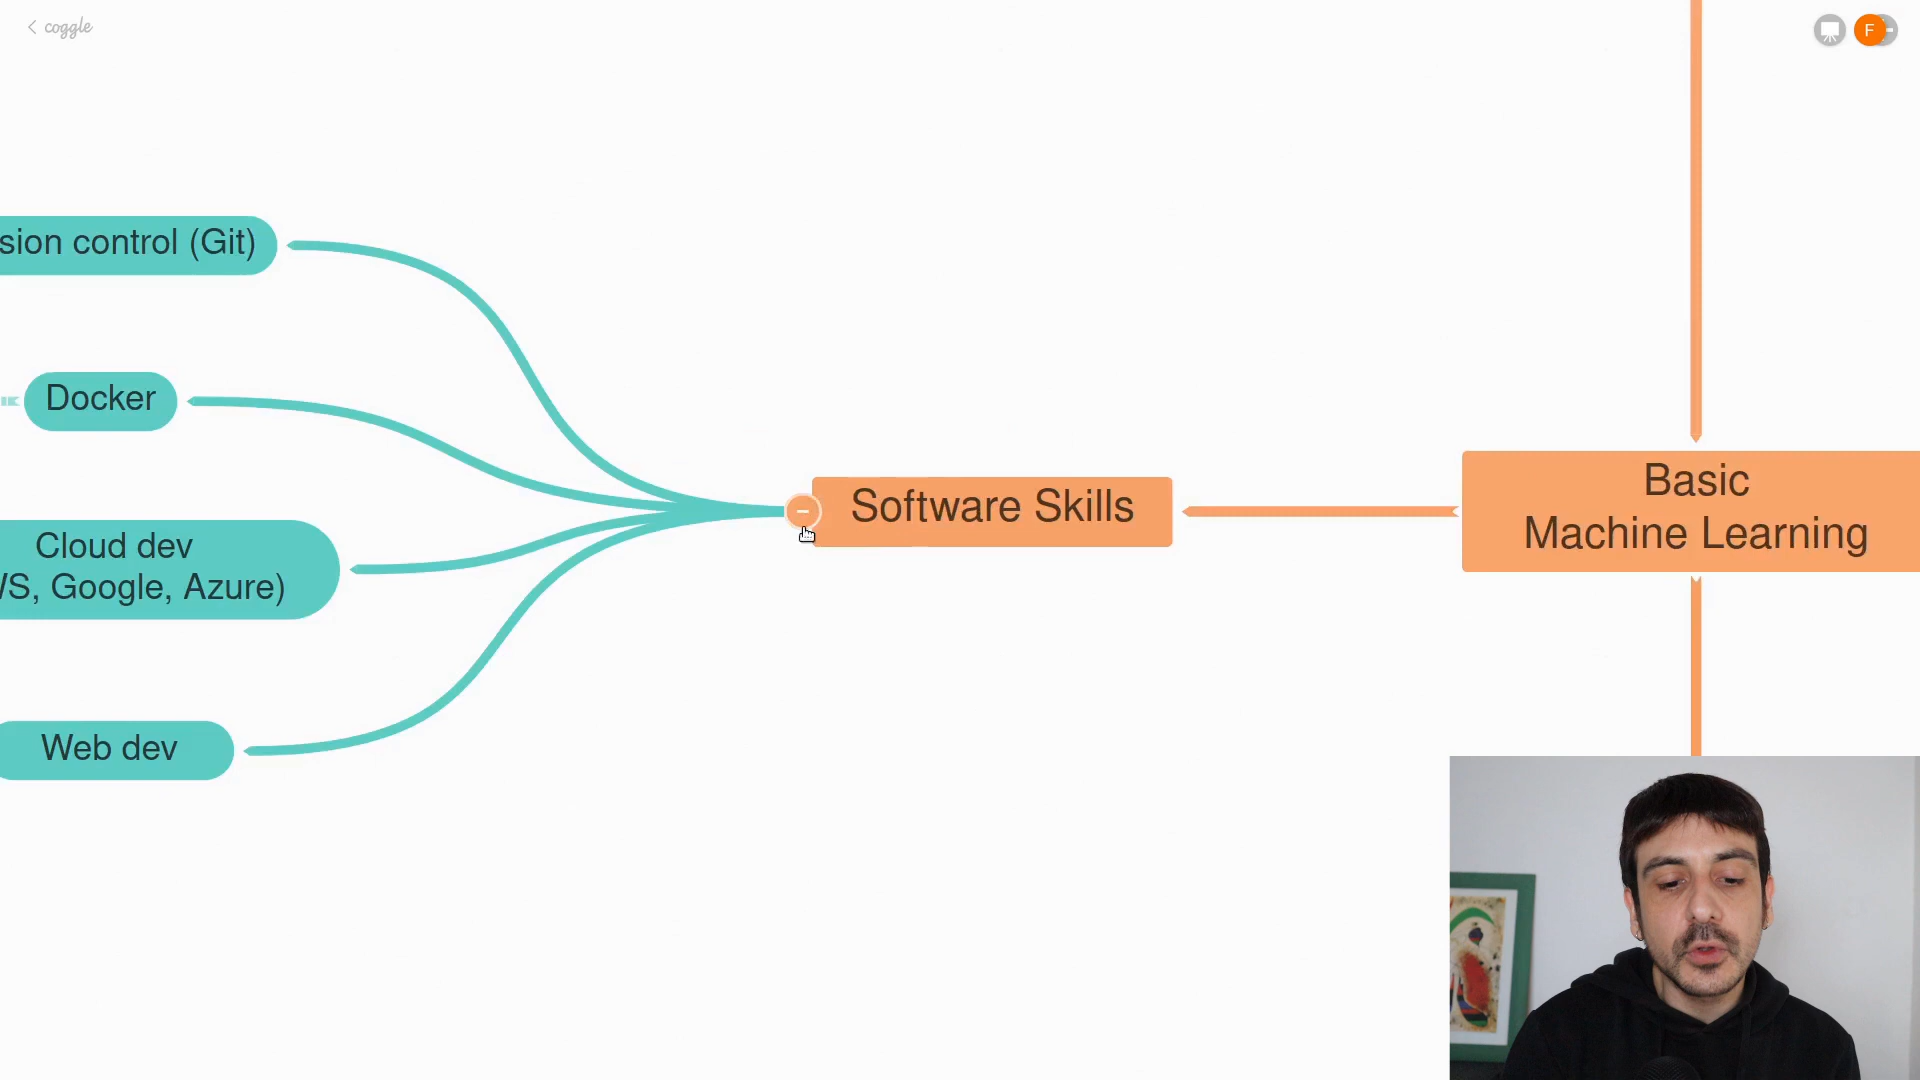 coggle
F
sion control (Git)
Docker
Software Skills
Basic
Machine Learning
Cloud dev
S, Google, Azure)
Web dev